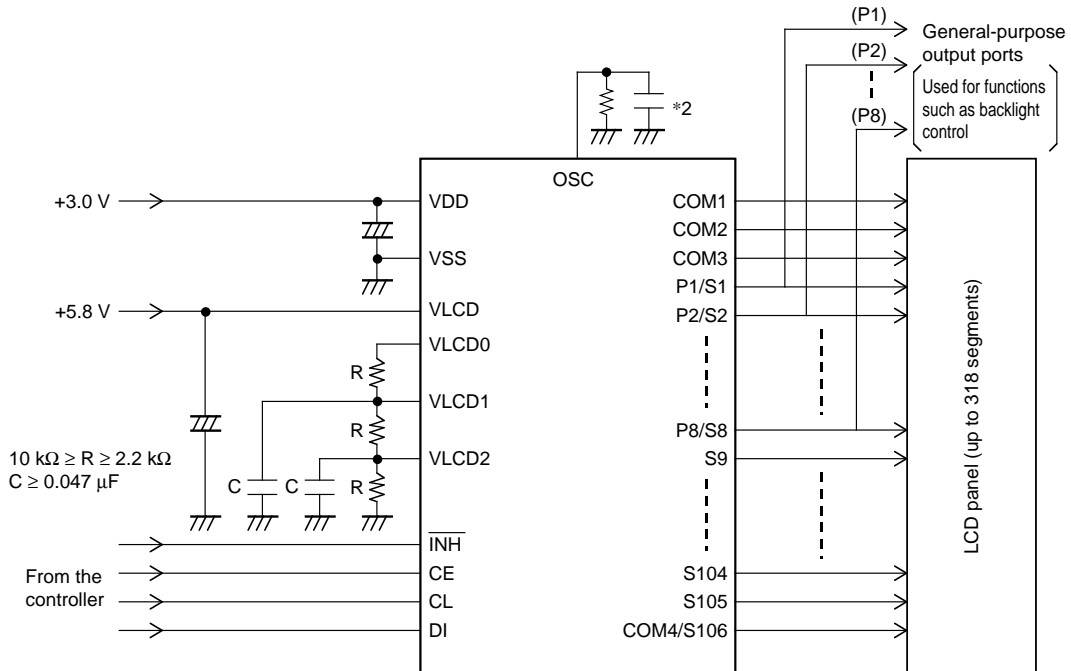 (P1)
General-purpose
output ports
(P2)
Used for functions
such as backlight
control
(P8)
*2
OSC
+3.0 V
VDD
COM1
COM2
VSS
COM3
P1/S1
+5.8 V
VLCD
P2/S2
VLCD0
R
VLCD1
R
VLCD2
R
C
C
10 kΩ ≥ R ≥ 2.2 kΩ
C ≥ 0.047 µF
P8/S8
S9
LCD panel (up to 318 segments)
INH
From the
controller
CE
CL
DI
S104
S105
COM4/S106